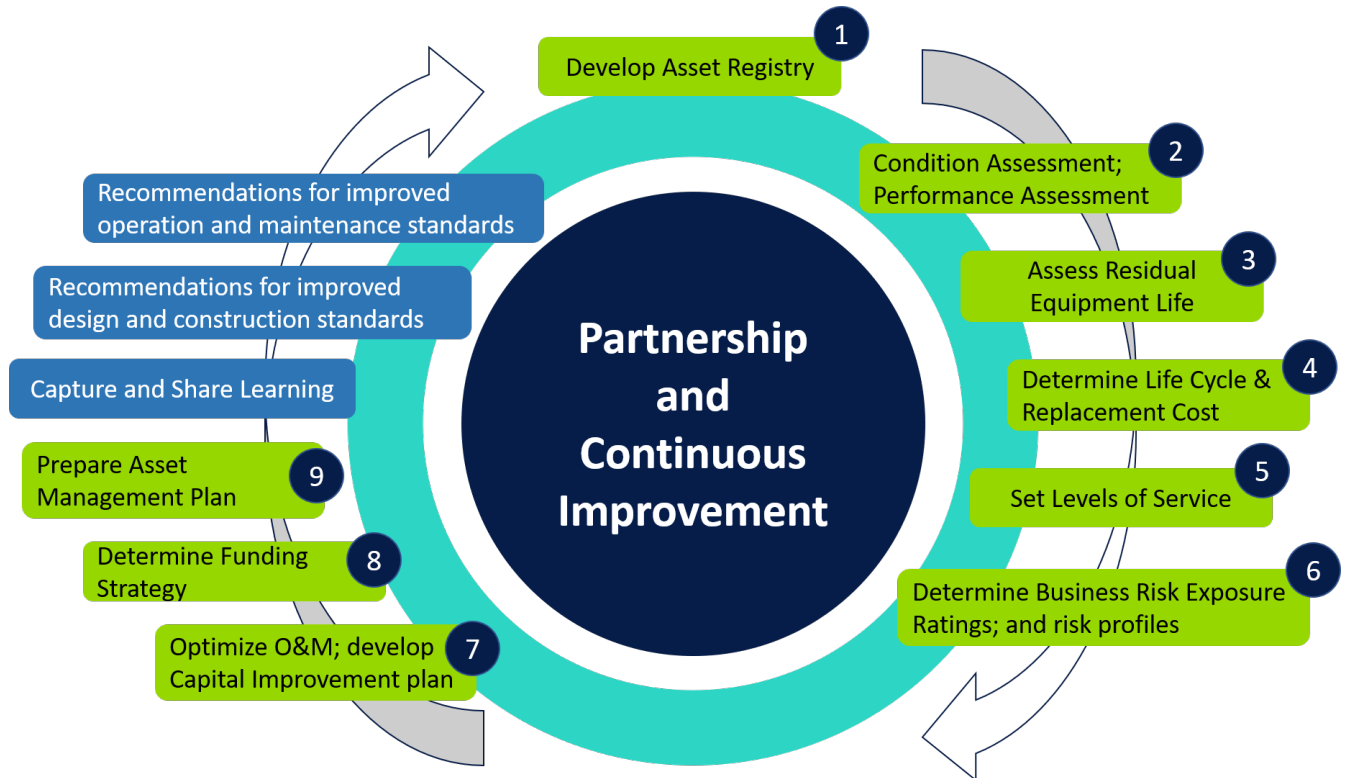 1
Develop Asset Registry
2
Condition Assessment;
Performance Assessment
3
Assess Residual
Equipment Life
4
Determine Life Cycle &
Replacement Cost
5
Set Levels of Service
6
Determine Business Risk Exposure
Ratings; and risk profiles
7
Optimize O&M; develop
Capital Improvement plan
8
Determine Funding
Strategy
9
Prepare Asset
Management Plan
Capture and Share Learning
Recommendations for improved
design and construction standards
Recommendations for improved
operation and maintenance standards
Partnership
and
Continuous
Improvement